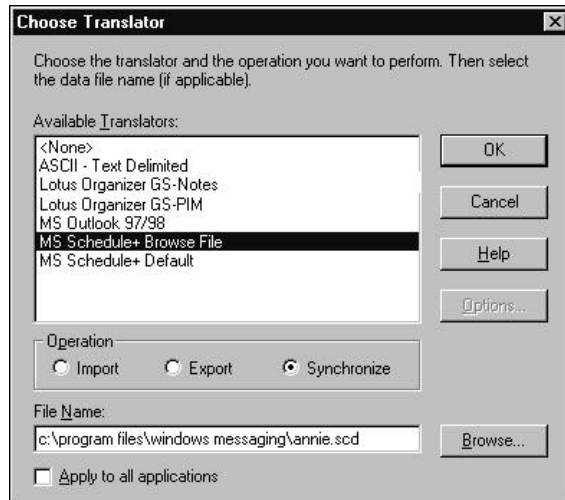 Choose Translator
Choose the translator and the operation you want to perform. Then select
the data file name (if applicable).
Available Translators:
<None>
ASCII - Text Delimited
Lotus Organizer GS-Notes
Lotus Organizer GS-PIM
MS Outlook 97/98
MS Schedule+ Browse File
MS Schedule+ Default
OK
Cancel
Help
Options...
Operation
Import
Export
Synchronize
File Name:
c:\program files\windows messaging\annie.scd
Browse...
Apply to all applications